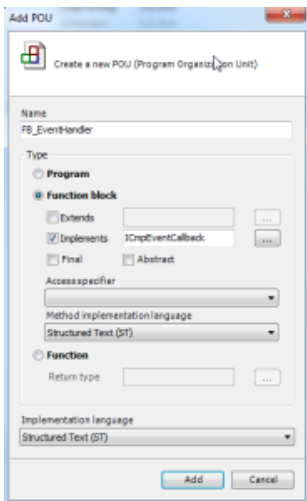 Add POU
Create a new POU (Program Organization Unit)
Name
FB_EventHandler
Type
Program
Function block
Extends
...
Implements
ICmpEventCallback
...
Final
Abstract
Access specifier
Method implementation language
Structured Text (ST)
Function
Return type
...
Implementation language
Structured Text (ST)
Add
Cancel